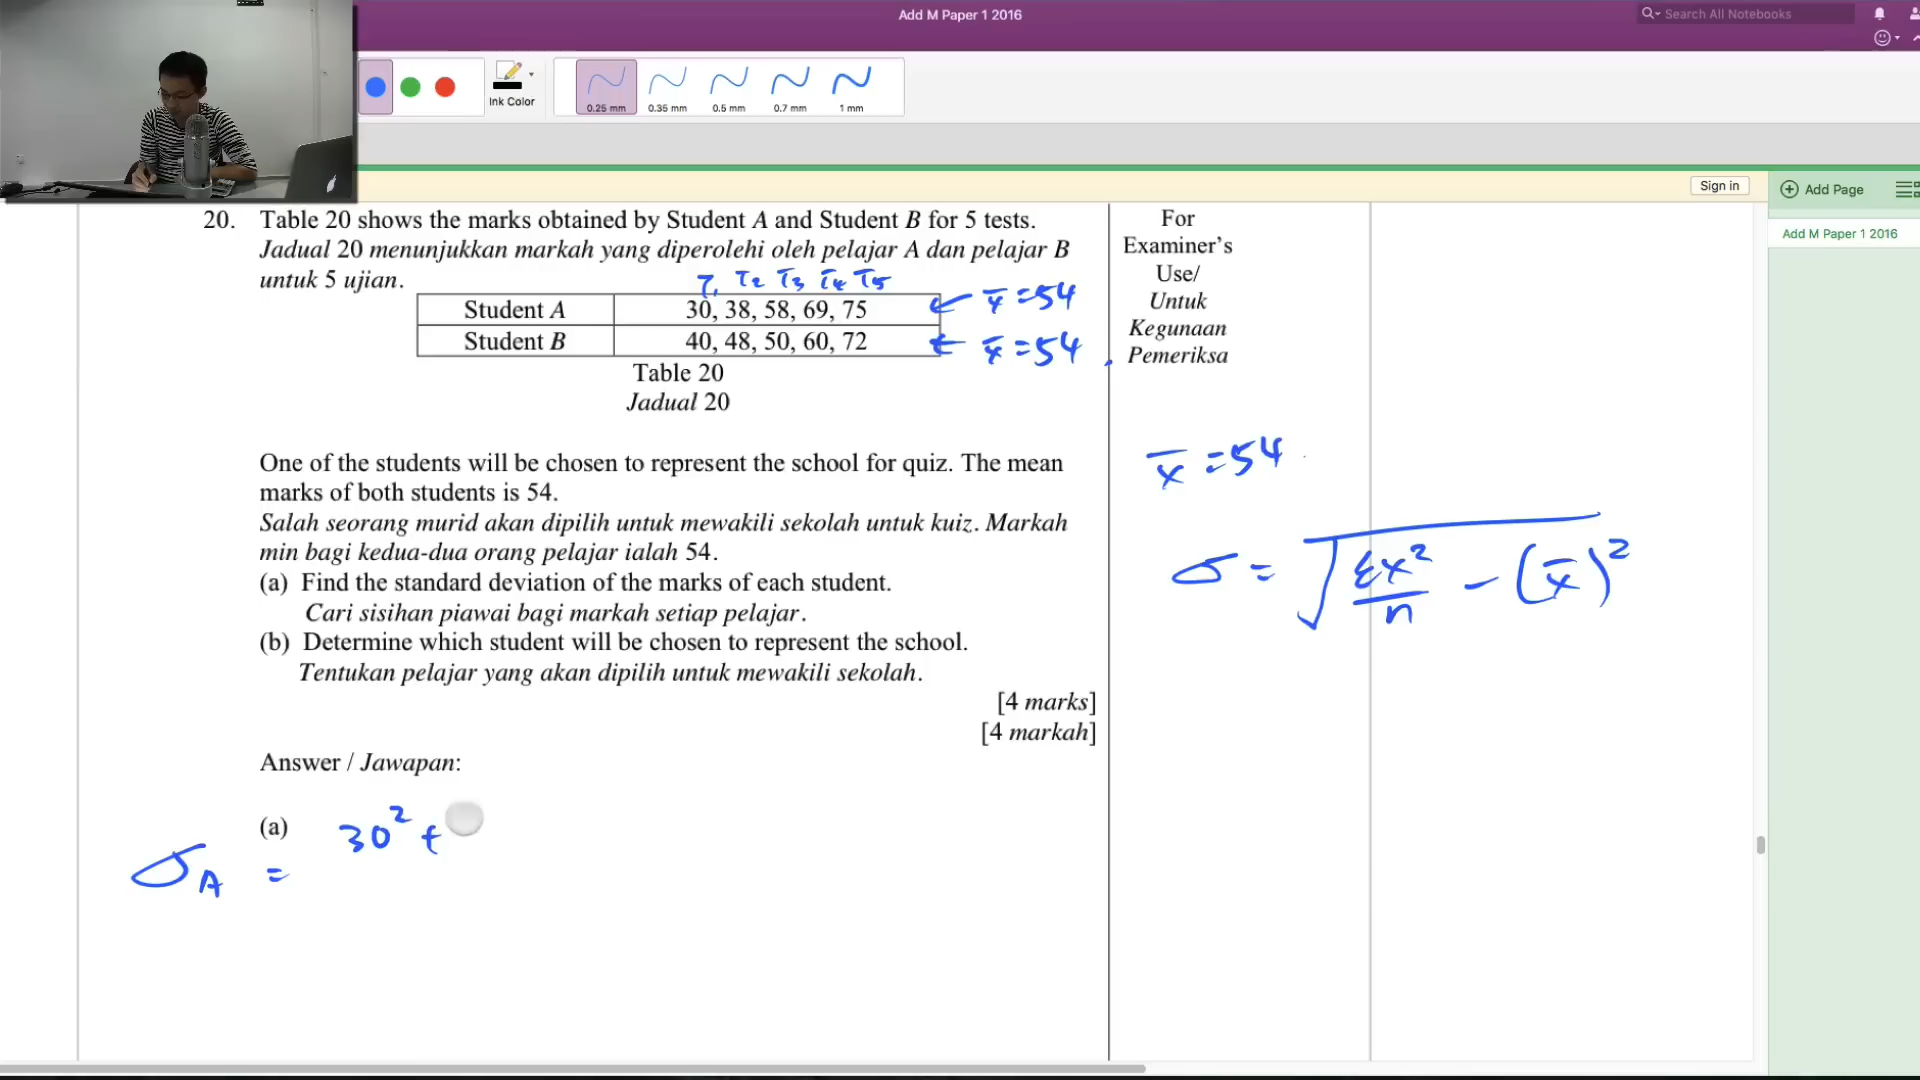 Add M Paper 1 2016
Search All Notebooks
Ink Color
0.25 mm
0.35 mm
0.5 mm
0.7 mm
1 mm
Sign in
Add Page
Add M Paper 1 2016
20. Table 20 shows the marks obtained by Student A and Student B for 5 tests.
Jadual 20 menunjukkan markah yang diperolehi oleh pelajar A dan pelajar B
untuk 5 ujian.
T₁ T₂ T₃ T₄ T₅
Student A 30, 38, 58, 69, 75 ← x̄ = 54
Student B 40, 48, 50, 60, 72 ← x̄ = 54
Table 20
Jadual 20
For
Examiner's
Use/
Untuk
Kegunaan
Pemeriksa
One of the students will be chosen to represent the school for quiz. The mean
marks of both students is 54.
Salah seorang murid akan dipilih untuk mewakili sekolah untuk kuiz. Markah
min bagi kedua-dua orang pelajar ialah 54.
(a) Find the standard deviation of the marks of each student.
Cari sisihan piawai bagi markah setiap pelajar.
(b) Determine which student will be chosen to represent the school.
Tentukan pelajar yang akan dipilih untuk mewakili sekolah.
[4 marks]
[4 markah]
x̄ = 54
σ = √(Σx²/n − (x̄)²)
Answer / Jawapan:
(a) 30² +
σA =